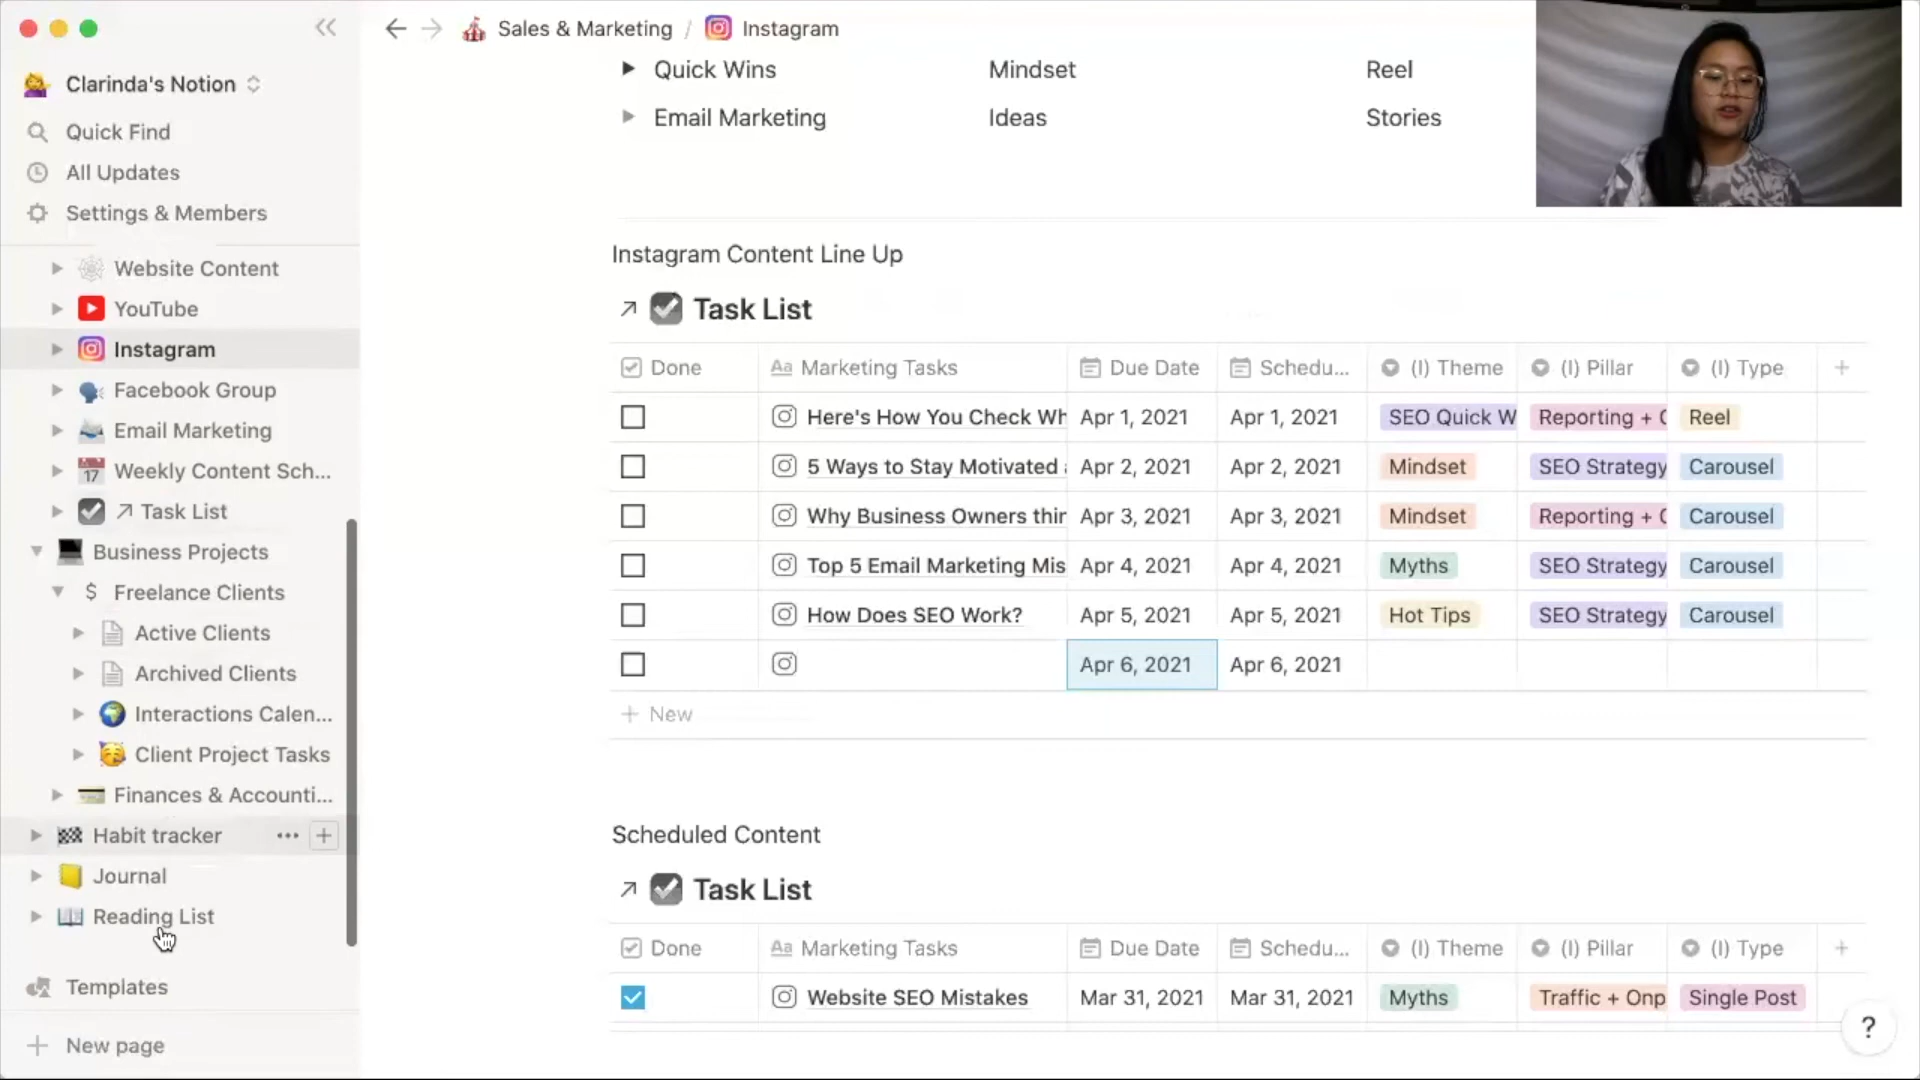 Sales & Marketing / Instagram
Clarinda's Notion
Quick Find
All Updates
Settings & Members
Website Content
YouTube
Instagram
Facebook Group
Email Marketing
17 Weekly Content Sch...
Task List
Business Projects
$ Freelance Clients
Active Clients
Archived Clients
Interactions Calen...
Client Project Tasks
Finances & Accounti...
Habit tracker
Journal
Reading List
Templates
New page
Quick Wins Mindset Reel
Email Marketing Ideas Stories
Instagram Content Line Up
Task List
Done Aa Marketing Tasks Due Date Schedu... (I) Theme (I) Pillar (I) Type
Here's How You Check Wh Apr 1, 2021 Apr 1, 2021 SEO Quick W Reporting + Reel
5 Ways to Stay Motivated Apr 2, 2021 Apr 2, 2021 Mindset SEO Strategy Carousel
Why Business Owners thin Apr 3, 2021 Apr 3, 2021 Mindset Reporting + Carousel
Top 5 Email Marketing Mis Apr 4, 2021 Apr 4, 2021 Myths SEO Strategy Carousel
How Does SEO Work? Apr 5, 2021 Apr 5, 2021 Hot Tips SEO Strategy Carousel
Apr 6, 2021 Apr 6, 2021
+ New
Scheduled Content
Task List
Done Aa Marketing Tasks Due Date Schedu... (I) Theme (I) Pillar (I) Type
Website SEO Mistakes Mar 31, 2021 Mar 31, 2021 Myths Traffic + Onp Single Post
?